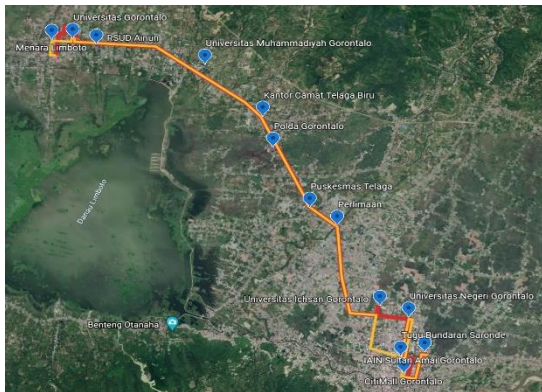 Universitas Gorontalo
Menara Limboto
RSUD Ainun
Universitas Muhammadiyah Gorontalo
Kantor Camat Telaga Biru
Polda Gorontalo
Danau Limboto
Puskesmas Telaga
Perlimaan
Universitas Ichsan Gorontalo
Universitas Negeri Gorontalo
Benteng Otanaha
Tugu Bundaran Saronde
IAIN Sultan Amai Gorontalo
CitiMall Gorontalo